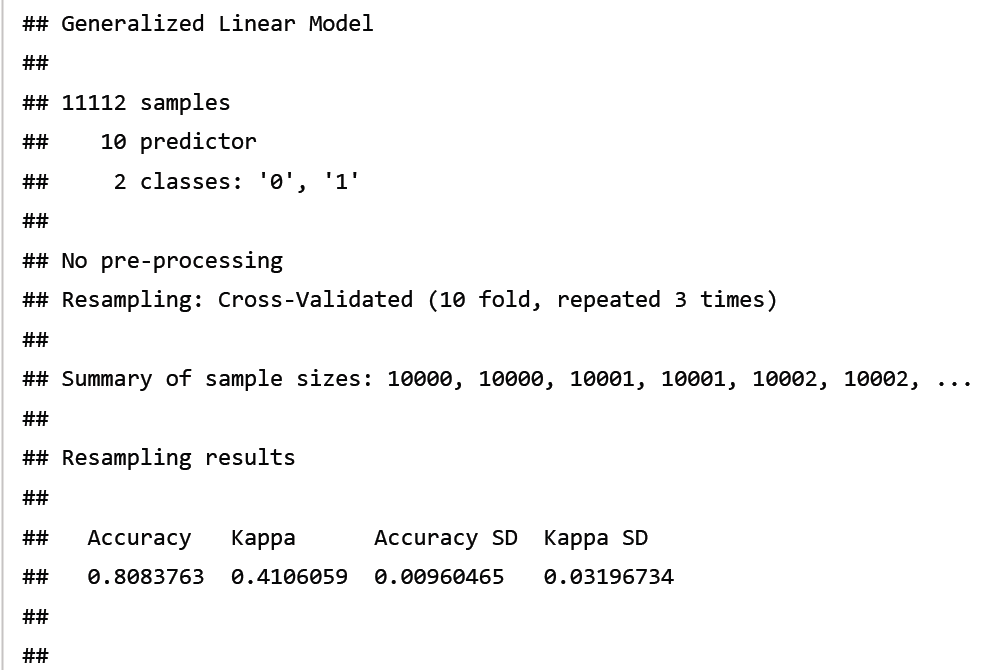 ## Generalized Linear Model
##
## 11112 samples
##    10 predictor
##     2 classes: '0', '1'
##
## No pre-processing
## Resampling: Cross-Validated (10 fold, repeated 3 times)
##
## Summary of sample sizes: 10000, 10000, 10001, 10001, 10002, 10002, ...
##
## Resampling results
##
##   Accuracy   Kappa      Accuracy SD  Kappa SD
##   0.8083763  0.4106059  0.00960465   0.03196734
##
##